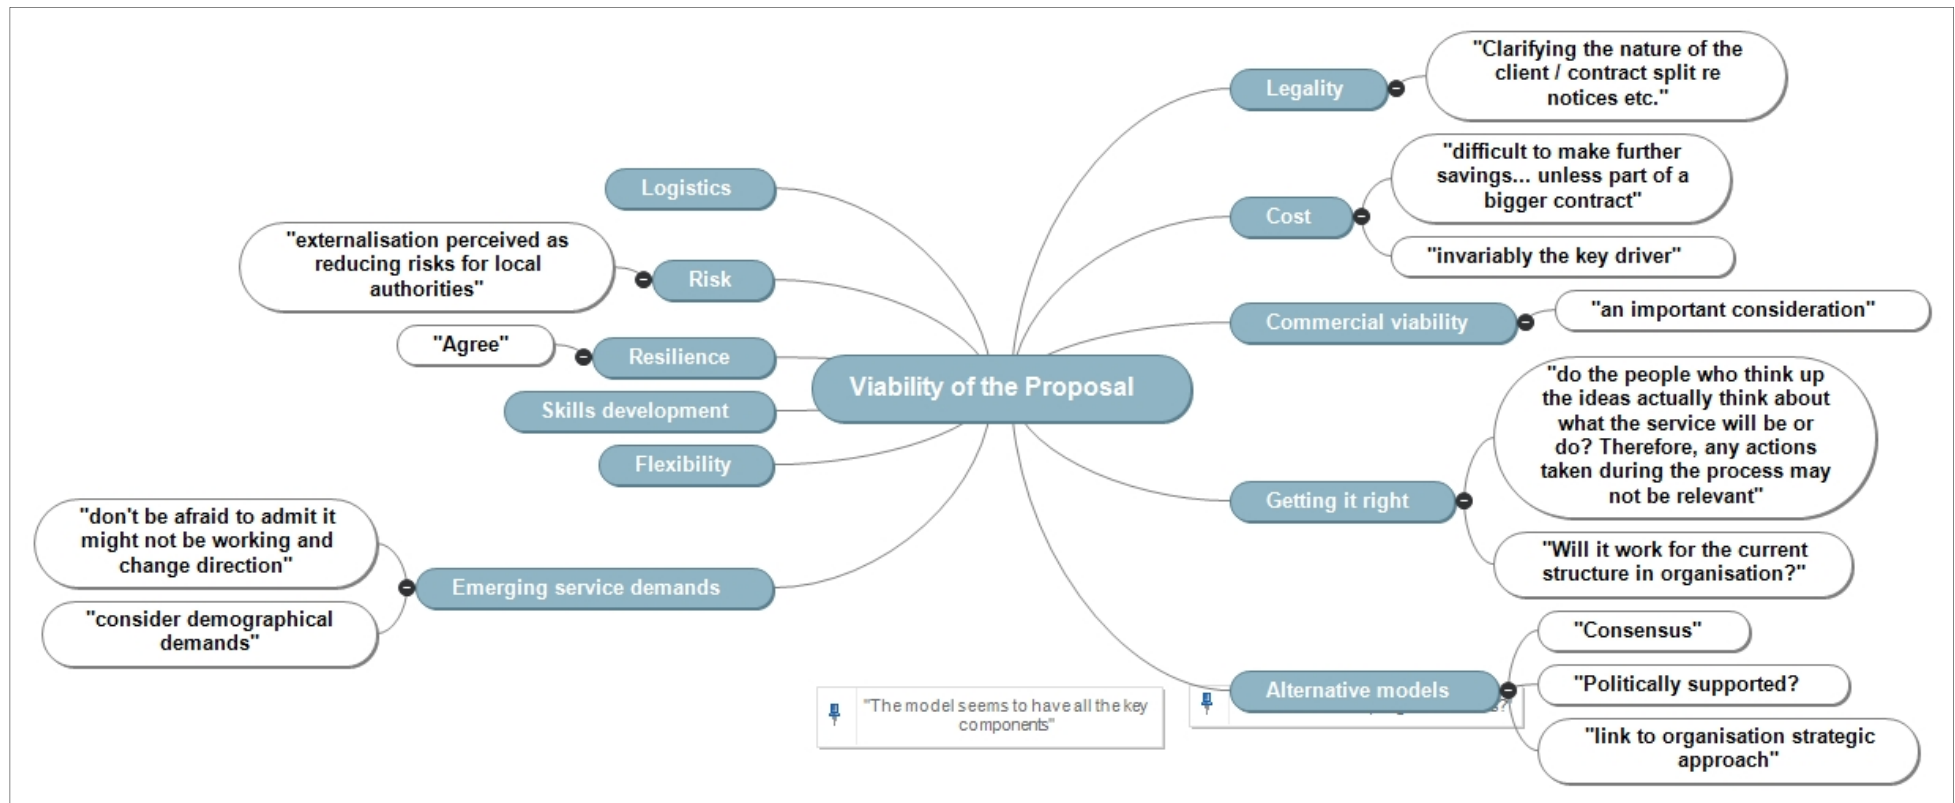 Viability of the Proposal
Legality
"Clarifying the nature of the
client / contract split re
notices etc."
Cost
"difficult to make further
savings... unless part of a
bigger contract"
"invariably the key driver"
Commercial viability
"an important consideration"
Getting it right
"do the people who think up
the ideas actually think about
what the service will be or
do? Therefore, any actions
taken during the process may
not be relevant"
"Will it work for the current
structure in organisation?"
Alternative models
"Consensus"
"Politically supported?
"link to organisation strategic
approach"
Logistics
Risk
"externalisation perceived as
reducing risks for local
authorities"
Resilience
"Agree"
Skills development
Flexibility
Emerging service demands
"don't be afraid to admit it
might not be working and
change direction"
"consider demographical
demands"
"The model seems to have all the key
components"